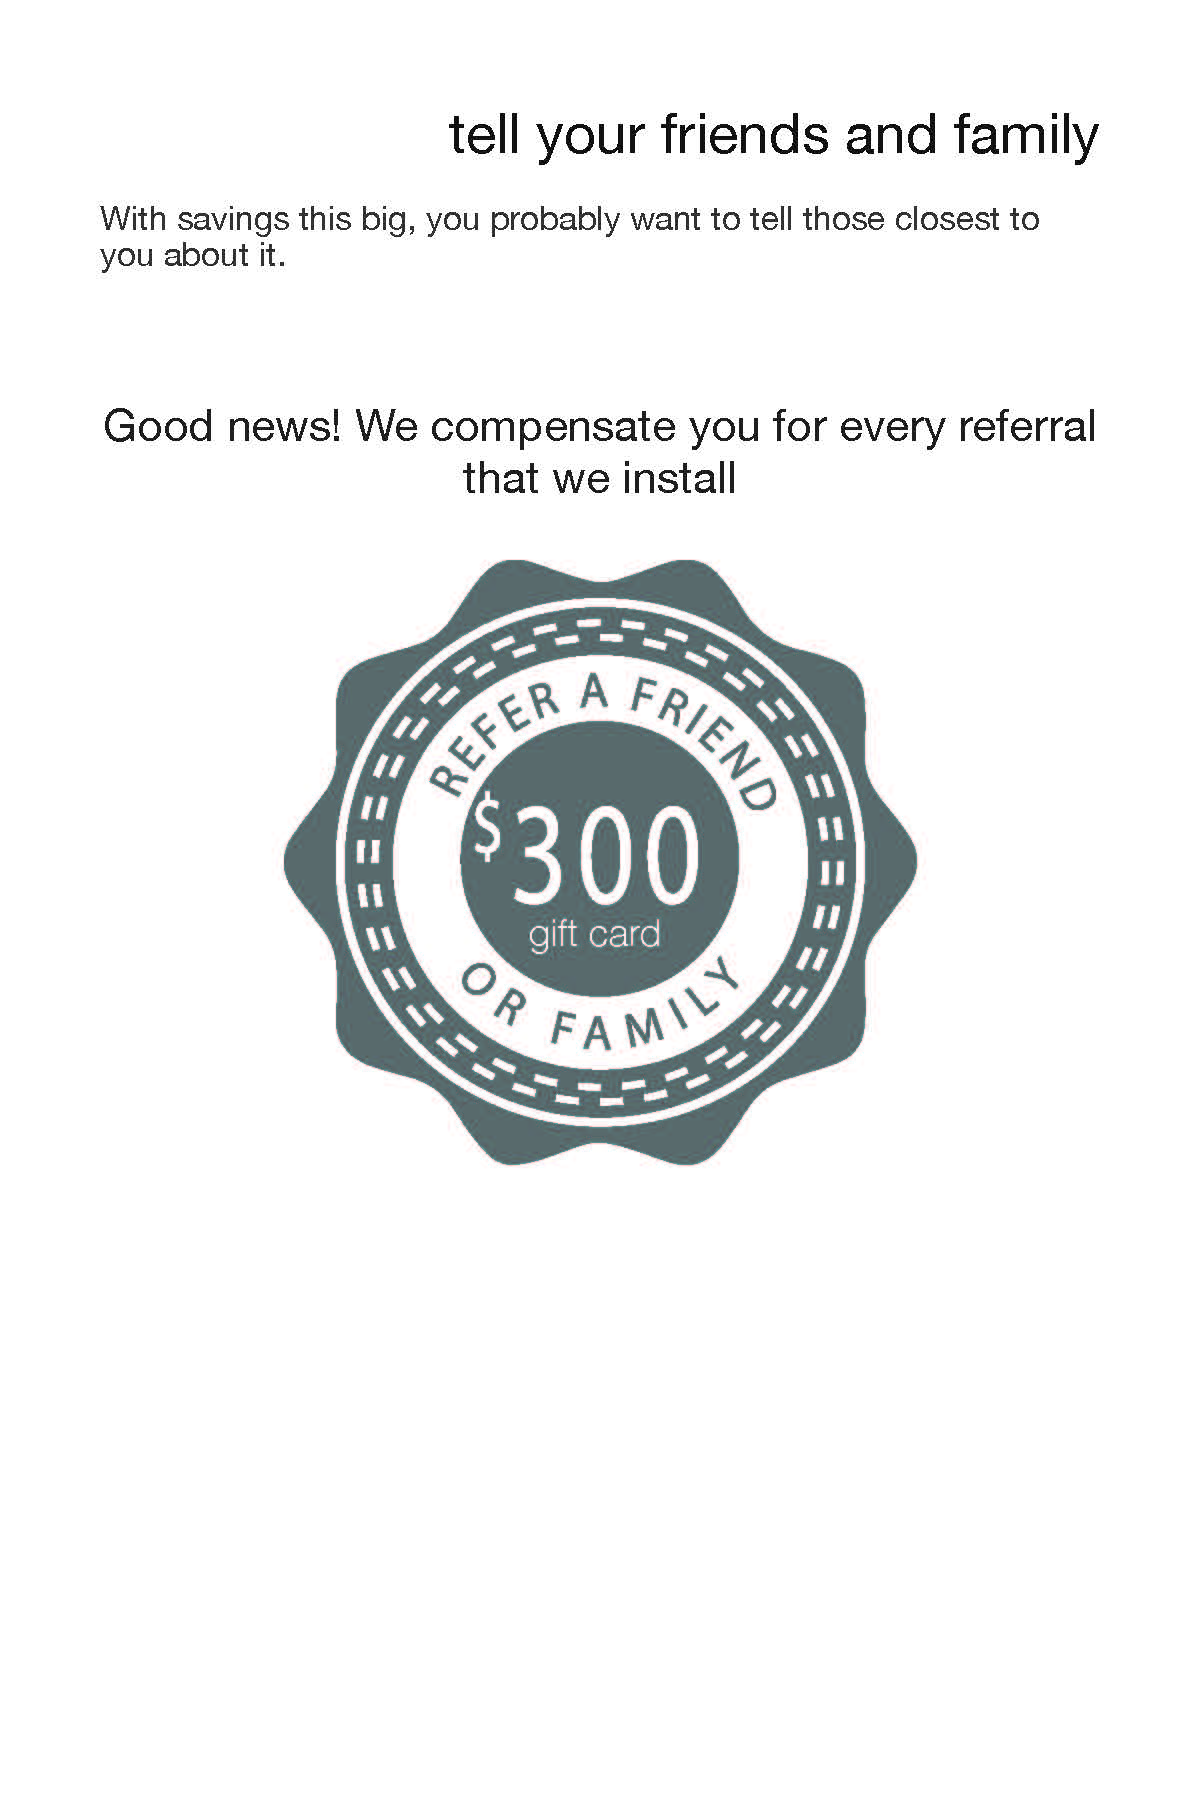 tell your friends and family
With savings this big, you probably want to tell those closest to
you about it.
Good news! We compensate you for every referral
that we install
REFER A FRIEND
$300
gift card
OR FAMILY